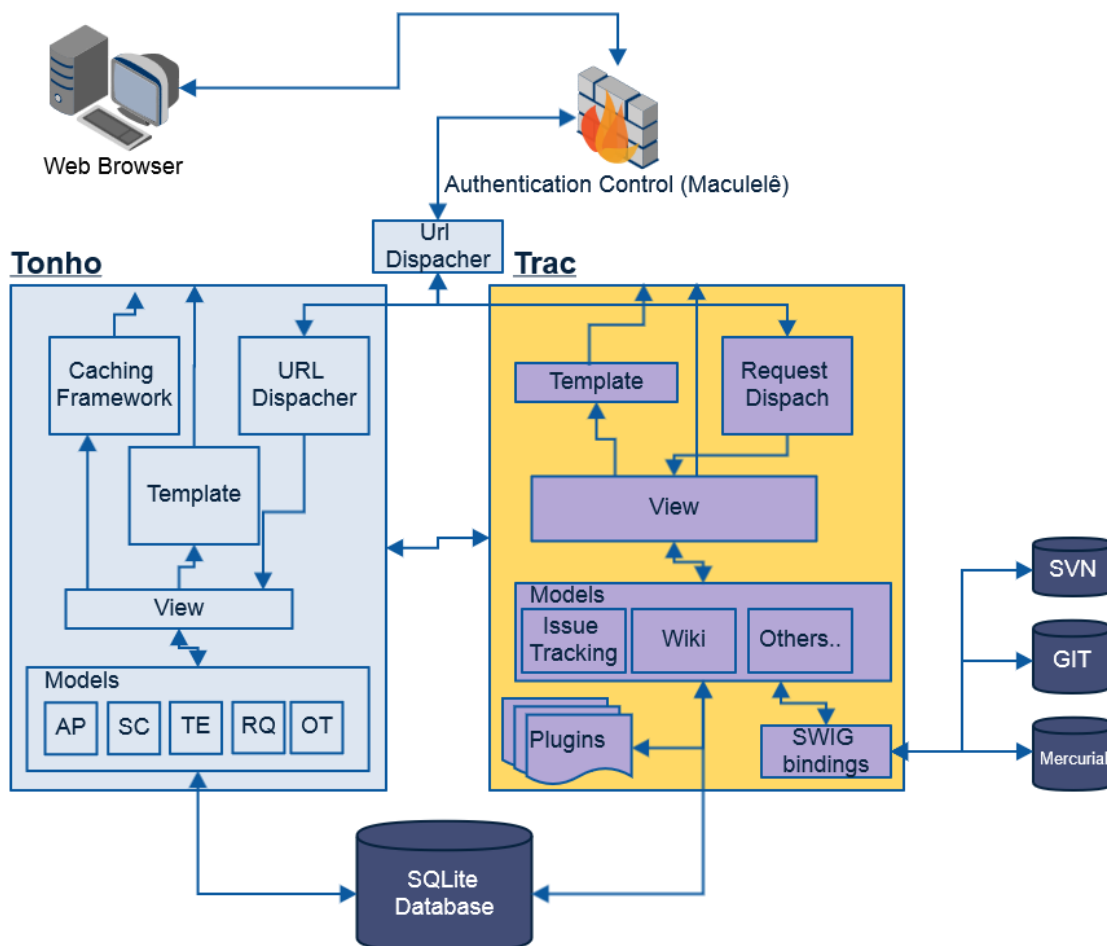 Web Browser
Authentication Control (Maculelê)
Url
Dispacher
Tonho
Trac
Caching
Framework
URL
Dispacher
Template
View
Models
AP
SC
TE
RQ
OT
Template
Request
Dispach
View
Models
Issue
Tracking
Wiki
Others..
Plugins
SWIG
bindings
SVN
GIT
Mercurial
SQLite
Database